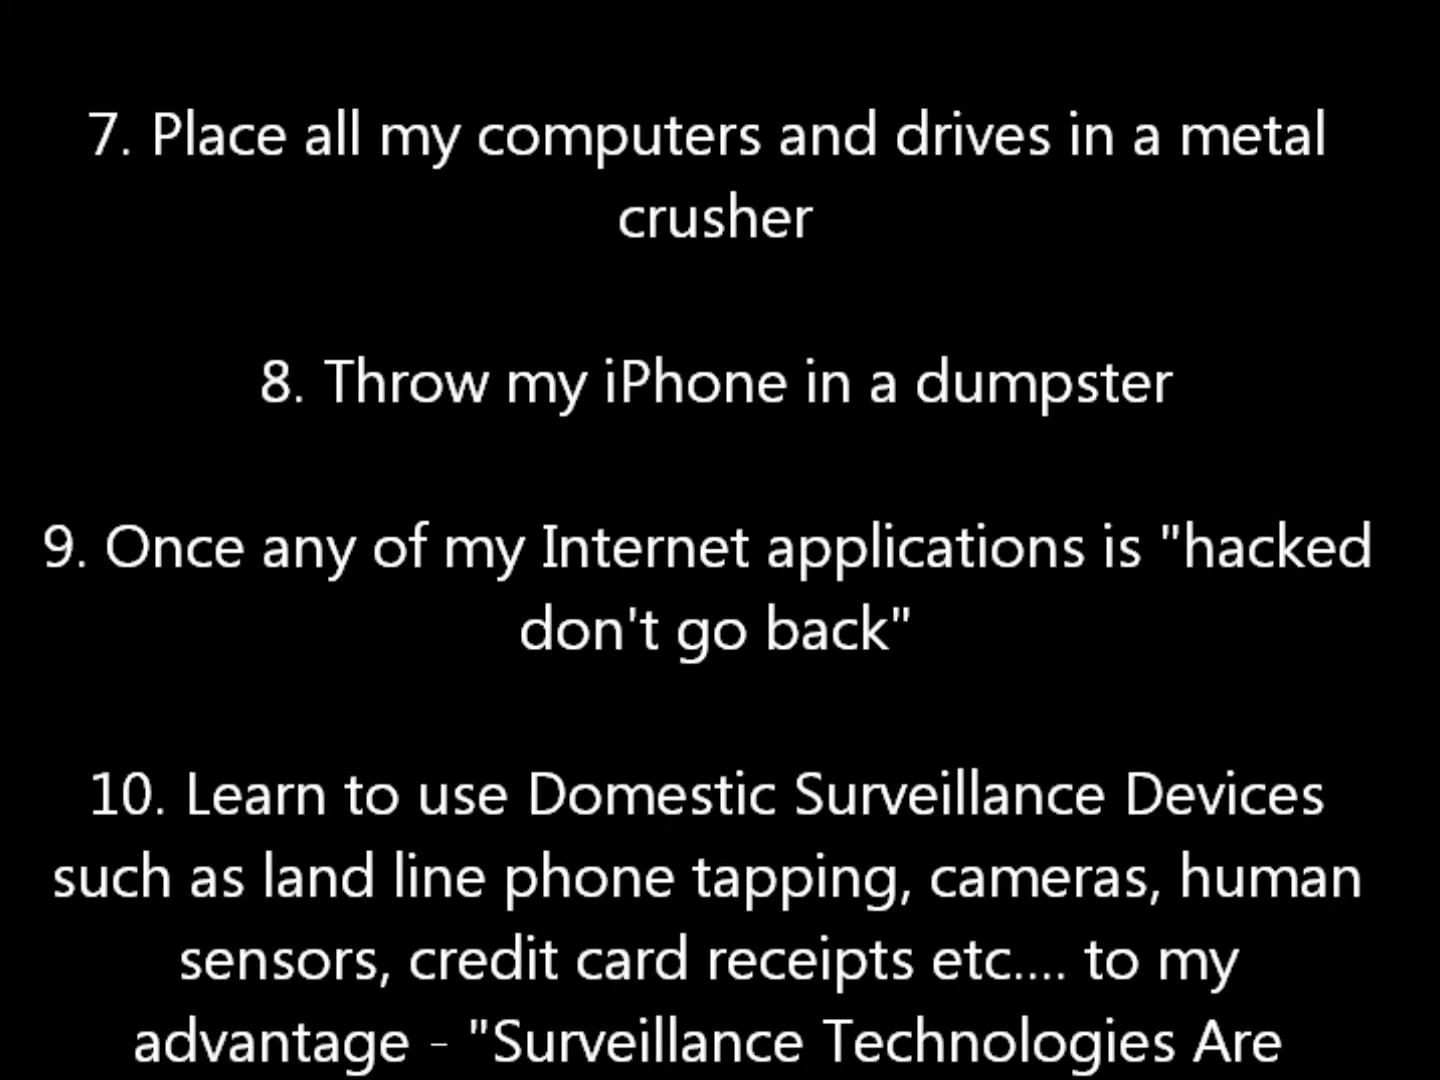 7. Place all my computers and drives in a metal
crusher
8. Throw my iPhone in a dumpster
9. Once any of my Internet applications is "hacked
don't go back"
10. Learn to use Domestic Surveillance Devices
such as land line phone tapping, cameras, human
sensors, credit card receipts etc.... to my
advantage - "Surveillance Technologies Are